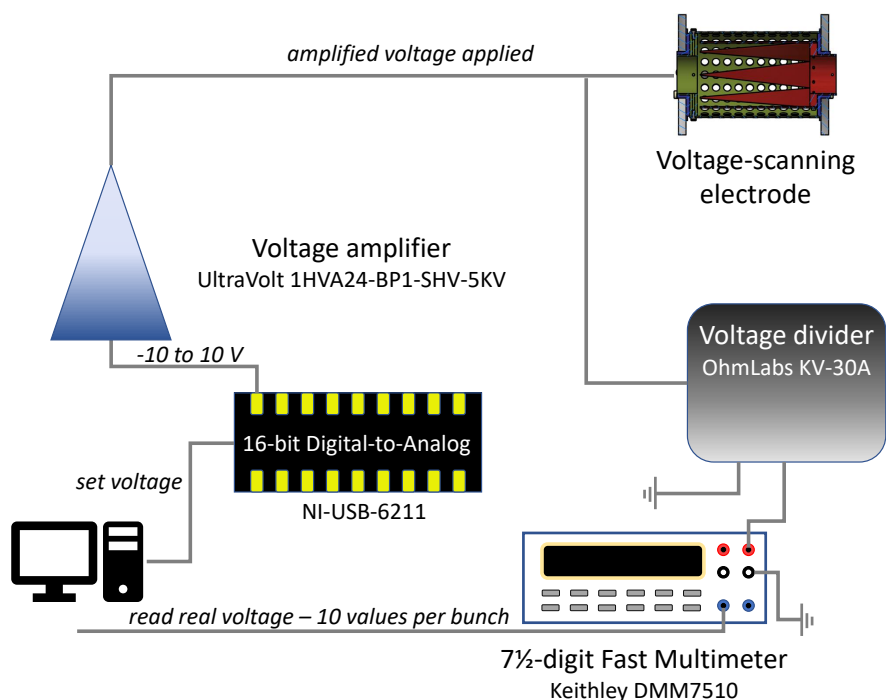 amplified voltage applied
Voltage-scanning
electrode
Voltage amplifier
UltraVolt 1HVA24-BP1-SHV-5KV
Voltage divider
OhmLabs KV-30A
-10 to 10 V
16-bit Digital-to-Analog
set voltage
NI-USB-6211
read real voltage – 10 values per bunch
7½-digit Fast Multimeter
Keithley DMM7510